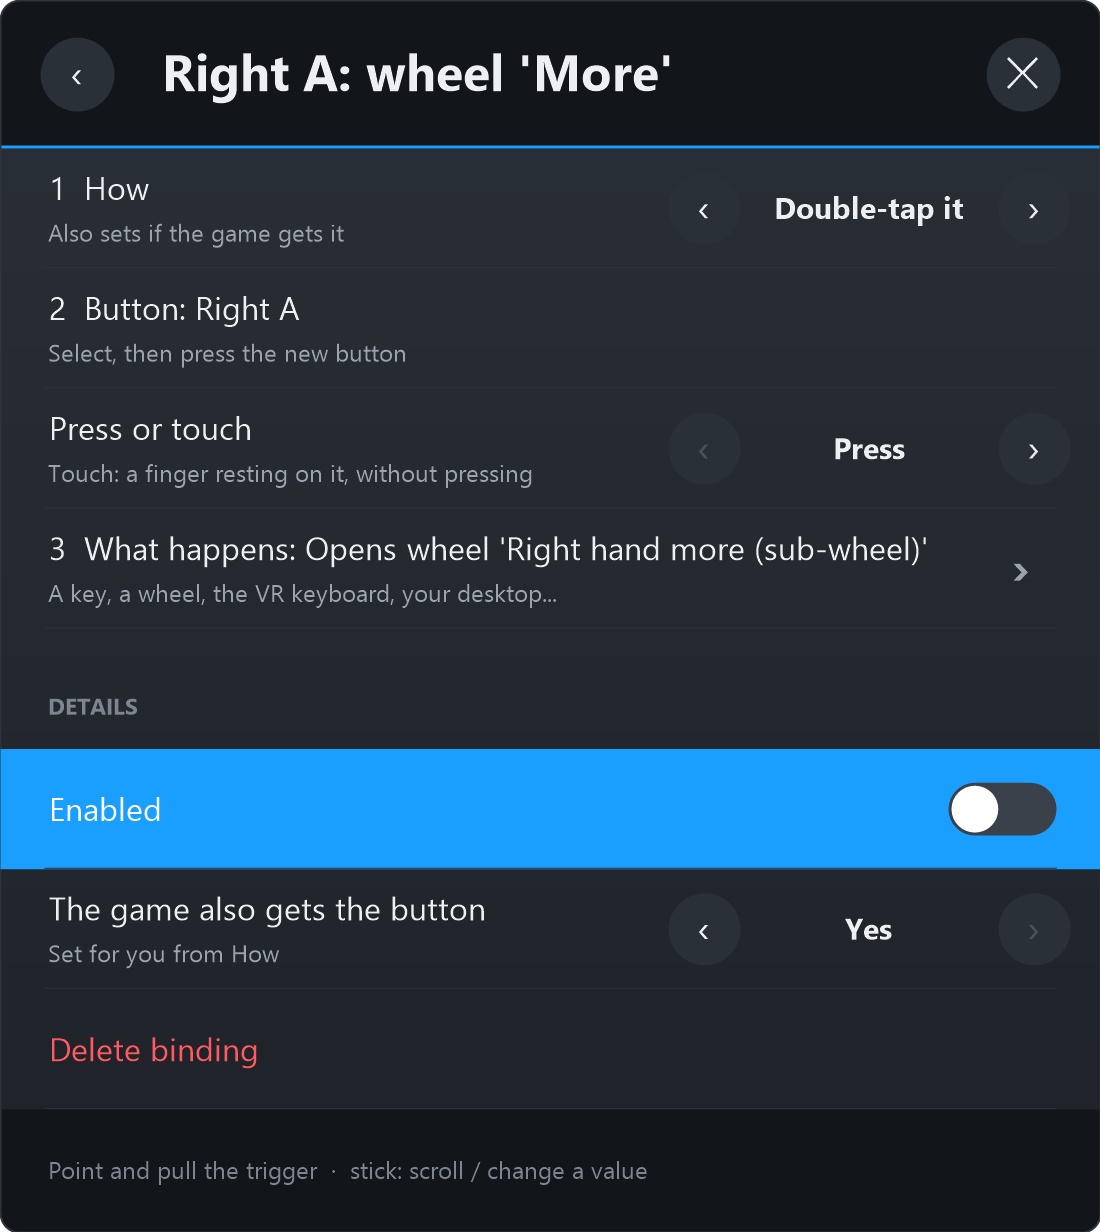 ‹ Right A: wheel 'More'
1 How
Also sets if the game gets it
‹ Double-tap it ›
2 Button: Right A
Select, then press the new button
Press or touch
Touch: a finger resting on it, without pressing
‹ Press ›
3 What happens: Opens wheel 'Right hand more (sub-wheel)'
A key, a wheel, the VR keyboard, your desktop...
›
DETAILS
Enabled
The game also gets the button
Set for you from How
‹ Yes ›
Delete binding
Point and pull the trigger · stick: scroll / change a value